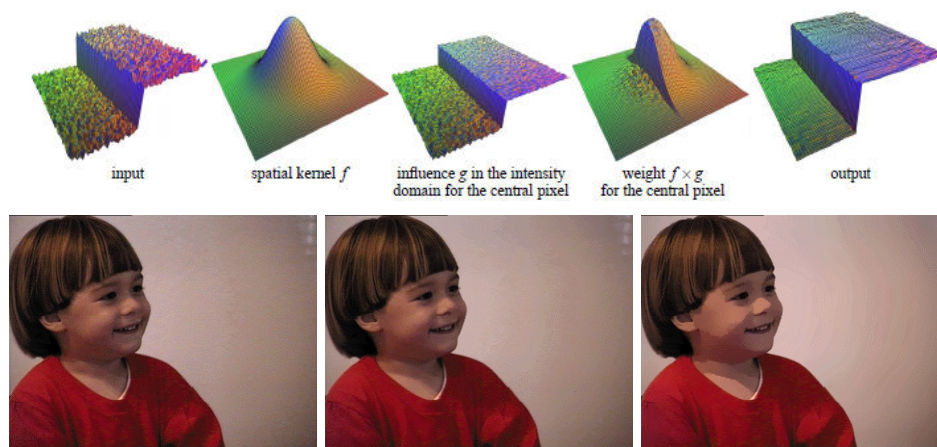 input
spatial kernel f
influence g in the intensity
domain for the central pixel
weight f × g
for the central pixel
output